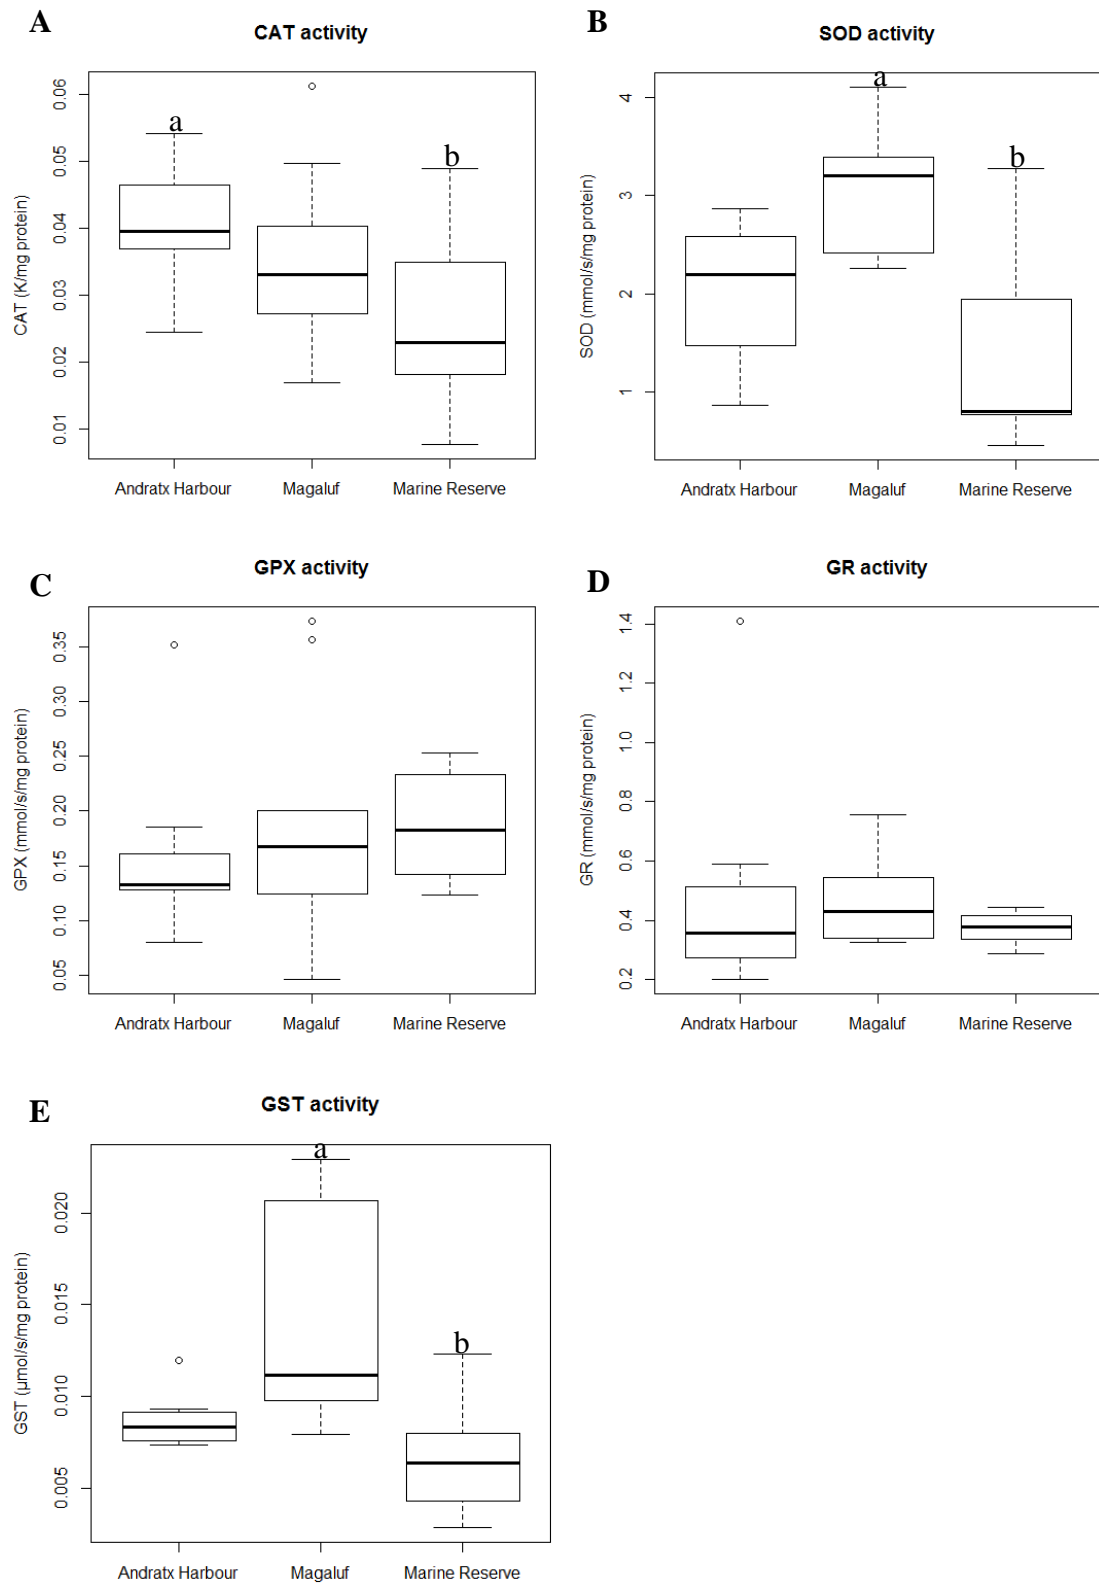 A
CAT activity
a
b
CAT (K/mg protein)
0.06
0.05
0.04
0.03
0.02
0.01
Andratx Harbour Magaluf Marine Reserve
B
SOD activity
a
b
SOD (mmol/s/mg protein)
4
3
2
1
Andratx Harbour Magaluf Marine Reserve
C
GPX activity
GPX (mmol/s/mg protein)
0.35
0.30
0.25
0.20
0.15
0.10
0.05
Andratx Harbour Magaluf Marine Reserve
D
GR activity
GR (mmol/s/mg protein)
1.4
1.2
1.0
0.8
0.6
0.4
0.2
Andratx Harbour Magaluf Marine Reserve
E
GST activity
a
b
GST (µmol/s/mg protein)
0.020
0.015
0.010
0.005
Andratx Harbour Magaluf Marine Reserve